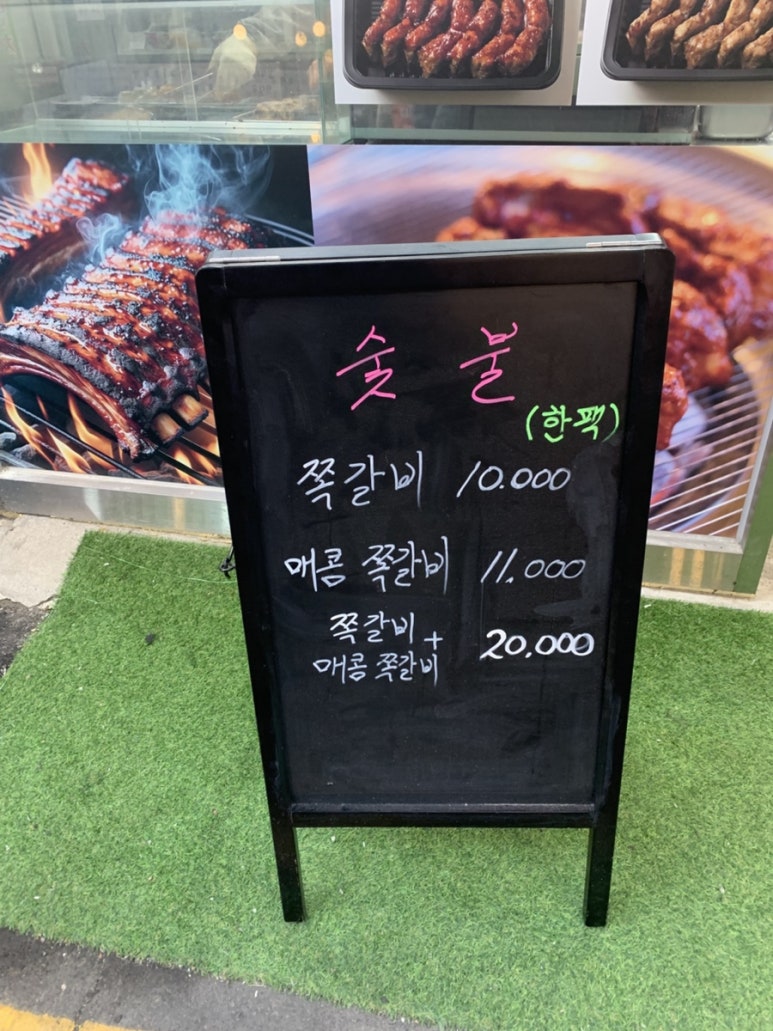 숯 불
(한팩)
쪽갈비 10.000
매콤 쪽갈비 11.000
쪽갈비 +
매콤 쪽갈비 20,000